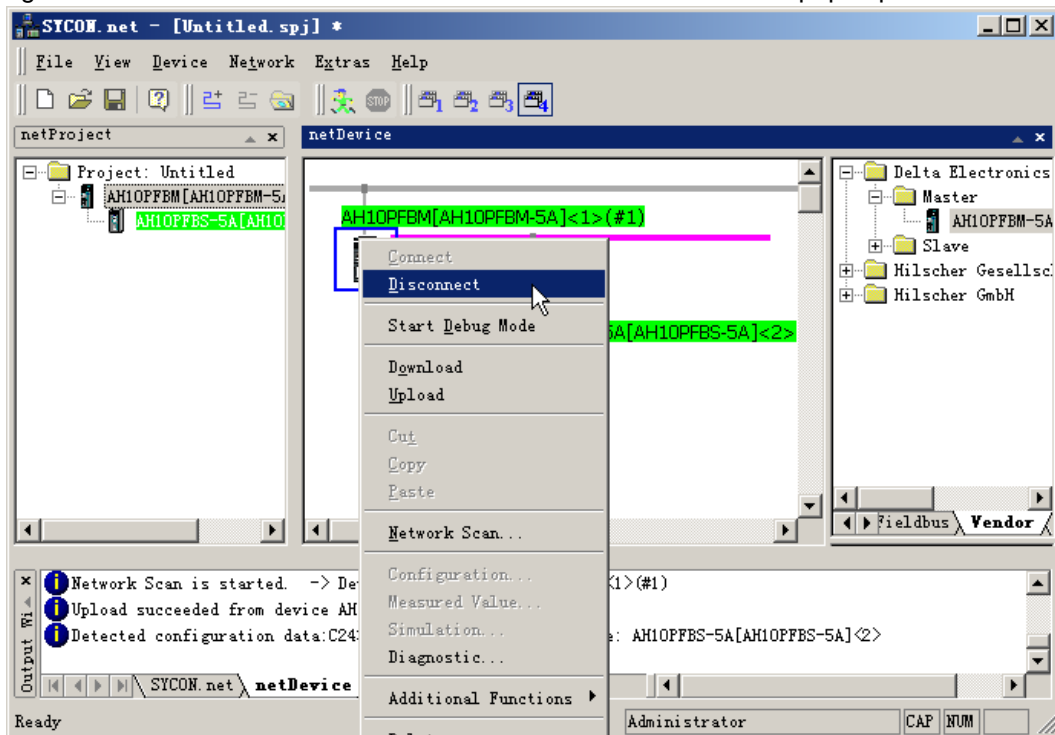 SYCON.net - [Untitled.spj] *
File View Device Network Extras Help
netProject
netDevice
Project: Untitled
AH10PFBM[AH10PFBM-5
AH10PFBS-5A[AH10
AH10PFBM[AH10PFBM-5A]<1>(#1)
5A[AH10PFBS-5A]<2>
Connect
Disconnect
Start Debug Mode
Download
Upload
Cut
Copy
Paste
Network Scan...
Configuration...
Measured Value...
Simulation...
Diagnostic...
Additional Functions
Delta Electronics
Master
AH10PFBM-5A
Slave
Hilscher Gesellsc
Hilscher GmbH
Fieldbus Vendor
Output Wi
Network Scan is started. -> De <1>(#1)
Upload succeeded from device AH
Detected configuration data:C24 e: AH10PFBS-5A[AH10PFBS-5A]<2>
SYCON.net netDevice
Ready Administrator CAP NUM